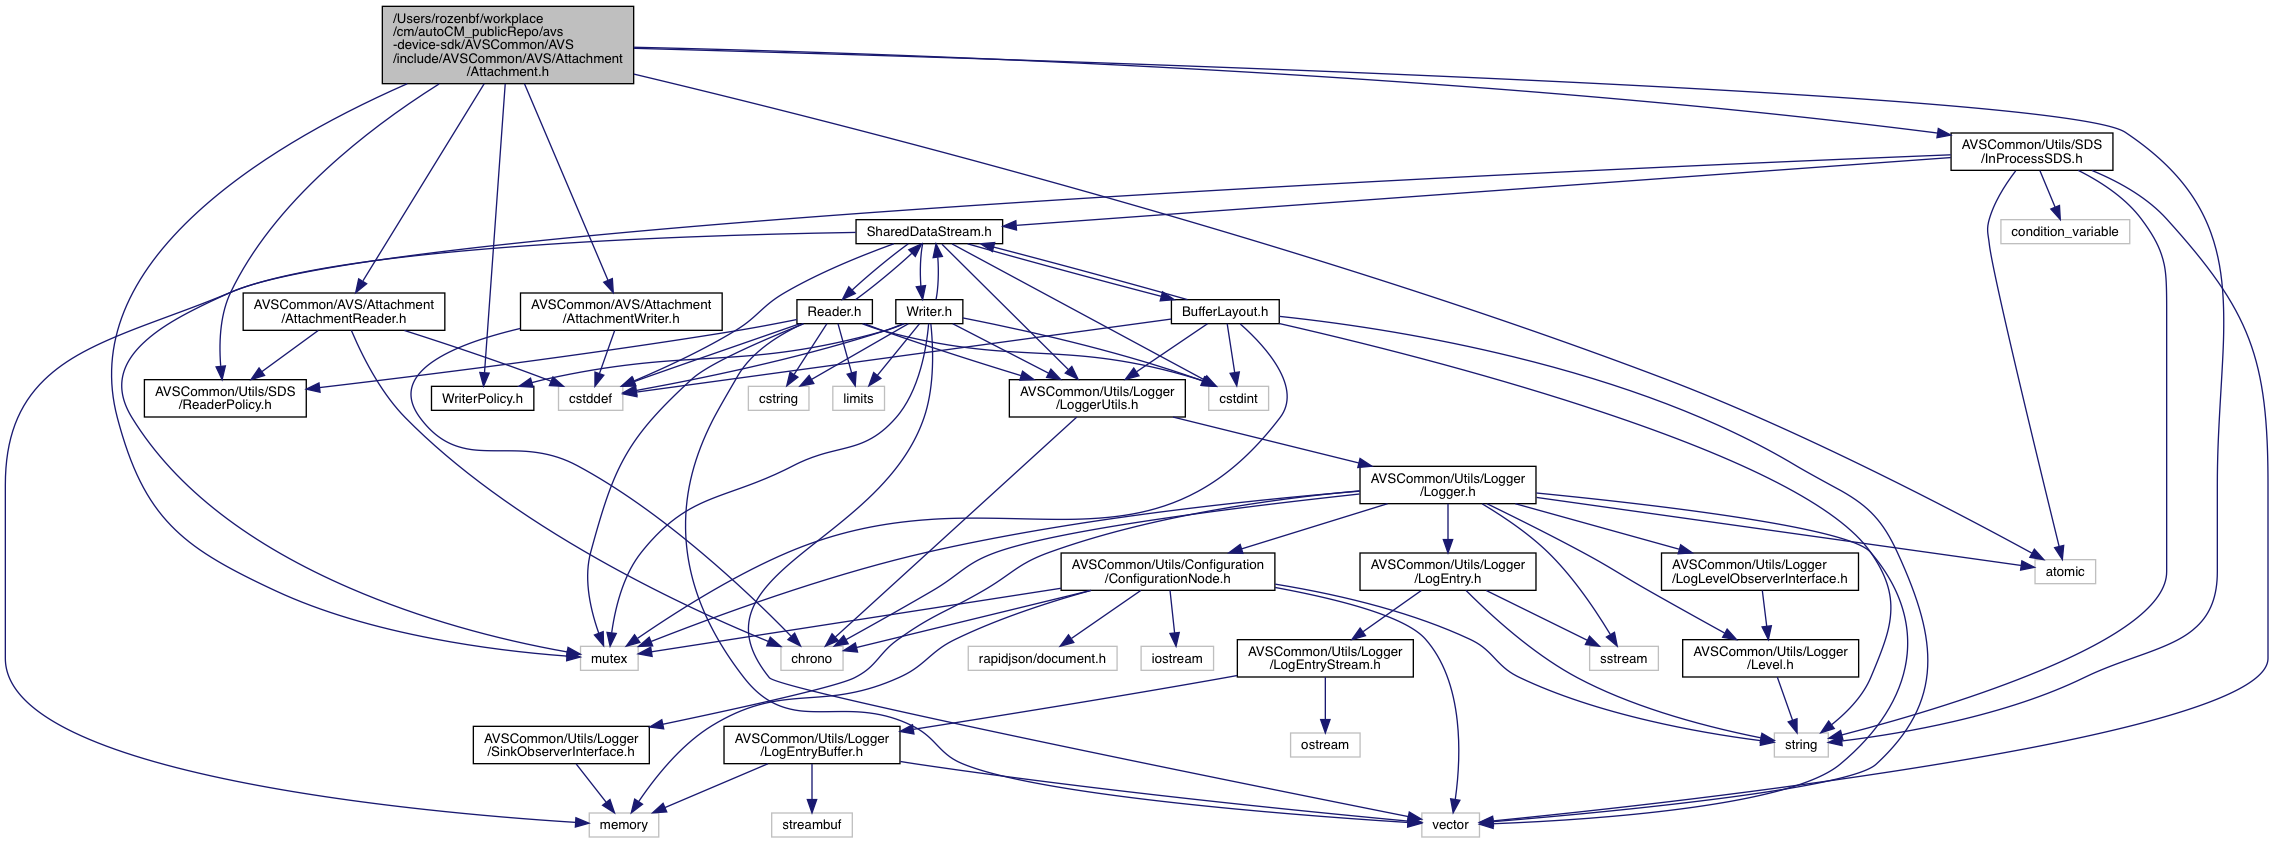 /Users/rozenbf/workplace
/cm/autoCM_publicRepo/avs
-device-sdk/AVSCommon/AVS
/include/AVSCommon/AVS/Attachment
/Attachment.h
AVSCommon/Utils/SDS
/InProcessSDS.h
SharedDataStream.h
condition_variable
AVSCommon/AVS/Attachment
/AttachmentReader.h
AVSCommon/AVS/Attachment
/AttachmentWriter.h
Reader.h
Writer.h
BufferLayout.h
AVSCommon/Utils/SDS
/ReaderPolicy.h
WriterPolicy.h
cstddef
cstring
limits
AVSCommon/Utils/Logger
/LoggerUtils.h
cstdint
AVSCommon/Utils/Logger
/Logger.h
AVSCommon/Utils/Configuration
/ConfigurationNode.h
AVSCommon/Utils/Logger
/LogEntry.h
AVSCommon/Utils/Logger
/LogLevelObserverInterface.h
atomic
mutex
chrono
rapidjson/document.h
iostream
AVSCommon/Utils/Logger
/LogEntryStream.h
sstream
AVSCommon/Utils/Logger
/Level.h
AVSCommon/Utils/Logger
/SinkObserverInterface.h
AVSCommon/Utils/Logger
/LogEntryBuffer.h
ostream
string
memory
streambuf
vector